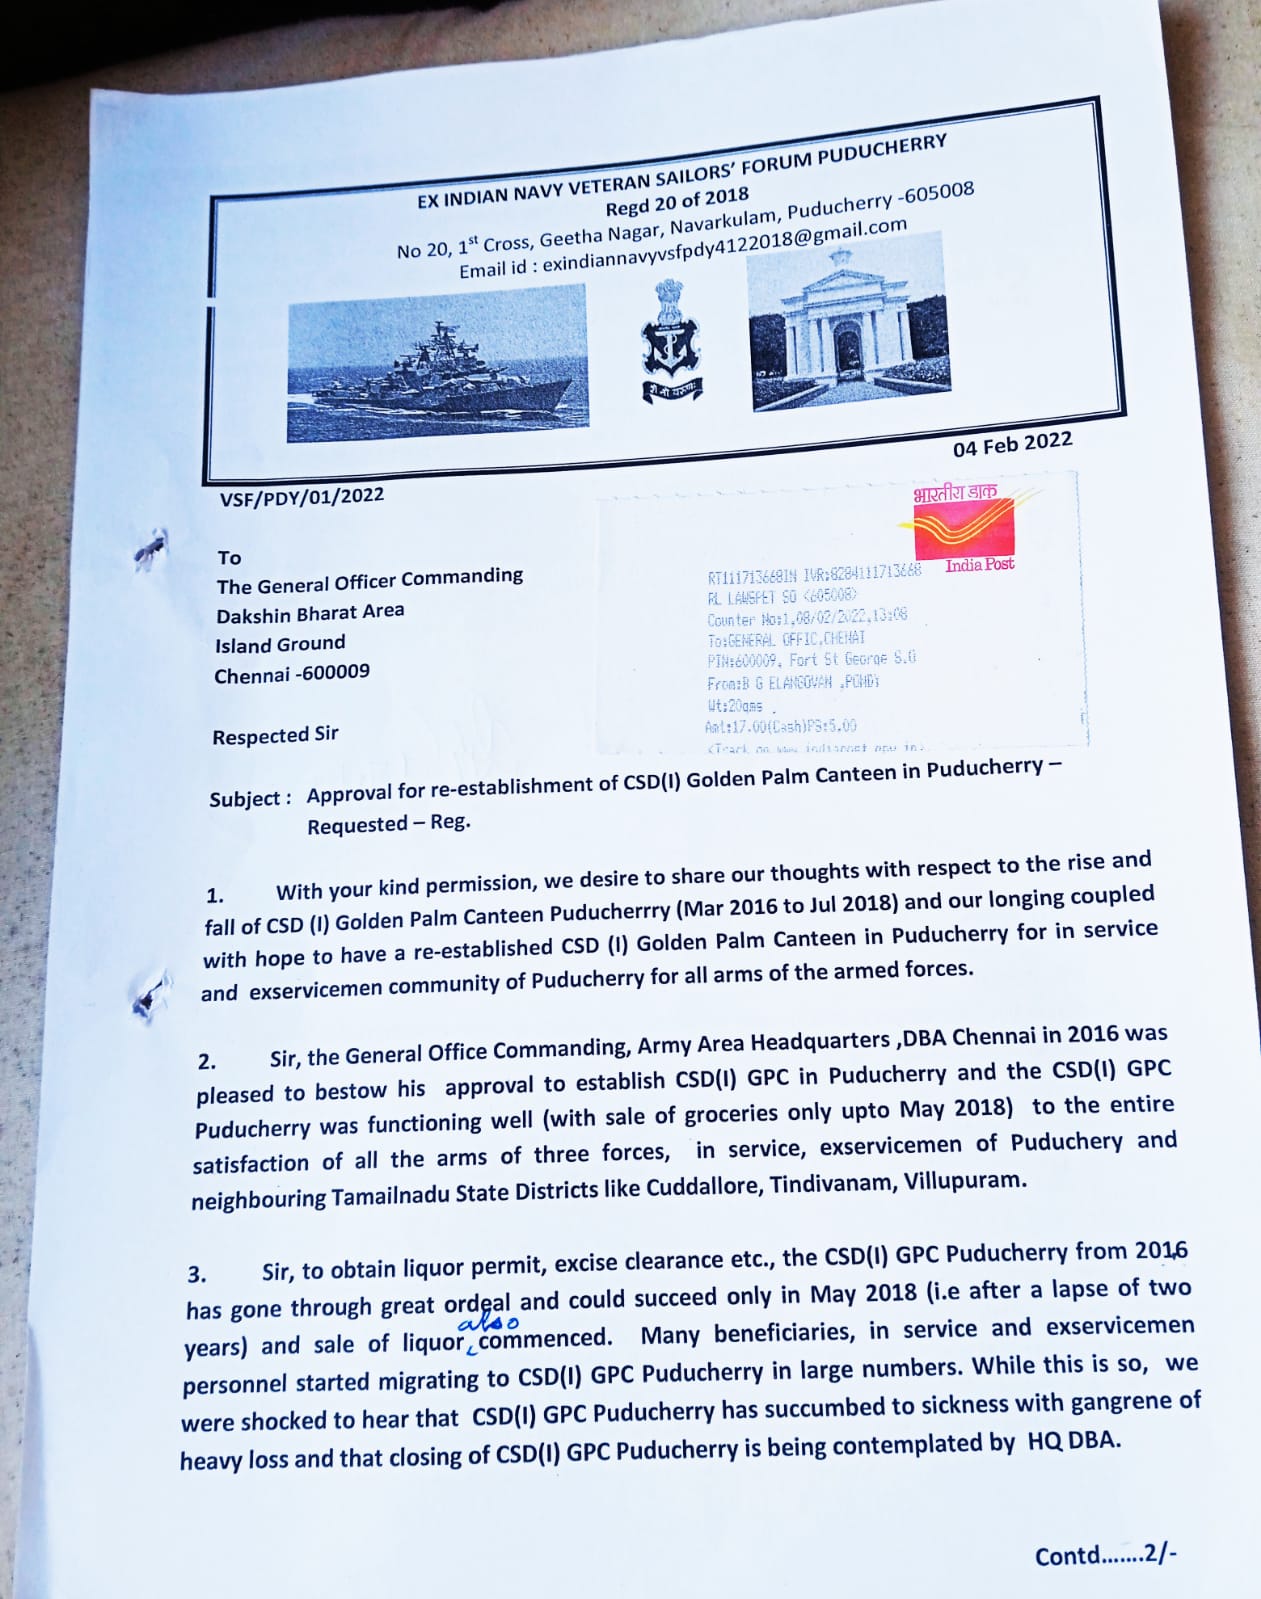 EX INDIAN NAVY VETERAN SAILORS' FORUM PUDUCHERRY
Regd 20 of 2018
No 20, 1st Cross, Geetha Nagar, Navarkulam, Puducherry -605008
Email id : exindiannavyvsfpdy4122018@gmail.com
शं नो वरुणः
04 Feb 2022
VSF/PDY/01/2022
भारतीय डाक
India Post
RT111713668IN IVR:8284111713668
RL LAWSPET SO <605008>
Counter No:1,08/02/2022,13:08
To:GENERAL OFFIC,CHENAI
PIN:600009, Fort St George S.O
From:B G ELANGOVAN ,PONDY
Wt:20gms
Amt:17.00(Cash)PS:5.00
<Track on www.indiapost.gov.in.
To
The General Officer Commanding
Dakshin Bharat Area
Island Ground
Chennai -600009
Respected Sir
Subject : Approval for re-establishment of CSD(I) Golden Palm Canteen in Puducherry –
Requested – Reg.
1. With your kind permission, we desire to share our thoughts with respect to the rise and
fall of CSD (I) Golden Palm Canteen Puducherrry (Mar 2016 to Jul 2018) and our longing coupled
with hope to have a re-established CSD (I) Golden Palm Canteen in Puducherry for in service
and exservicemen community of Puducherry for all arms of the armed forces.
2. Sir, the General Office Commanding, Army Area Headquarters ,DBA Chennai in 2016 was
pleased to bestow his approval to establish CSD(I) GPC in Puducherry and the CSD(I) GPC
Puducherry was functioning well (with sale of groceries only upto May 2018) to the entire
satisfaction of all the arms of three forces, in service, exservicemen of Puduchery and
neighbouring Tamailnadu State Districts like Cuddallore, Tindivanam, Villupuram.
3. Sir, to obtain liquor permit, excise clearance etc., the CSD(I) GPC Puducherry from 2016
has gone through great ordeal and could succeed only in May 2018 (i.e after a lapse of two
also
years) and sale of liquor commenced. Many beneficiaries, in service and exservicemen
personnel started migrating to CSD(I) GPC Puducherry in large numbers. While this is so, we
were shocked to hear that CSD(I) GPC Puducherry has succumbed to sickness with gangrene of
heavy loss and that closing of CSD(I) GPC Puducherry is being contemplated by HQ DBA.
Contd.......2/-